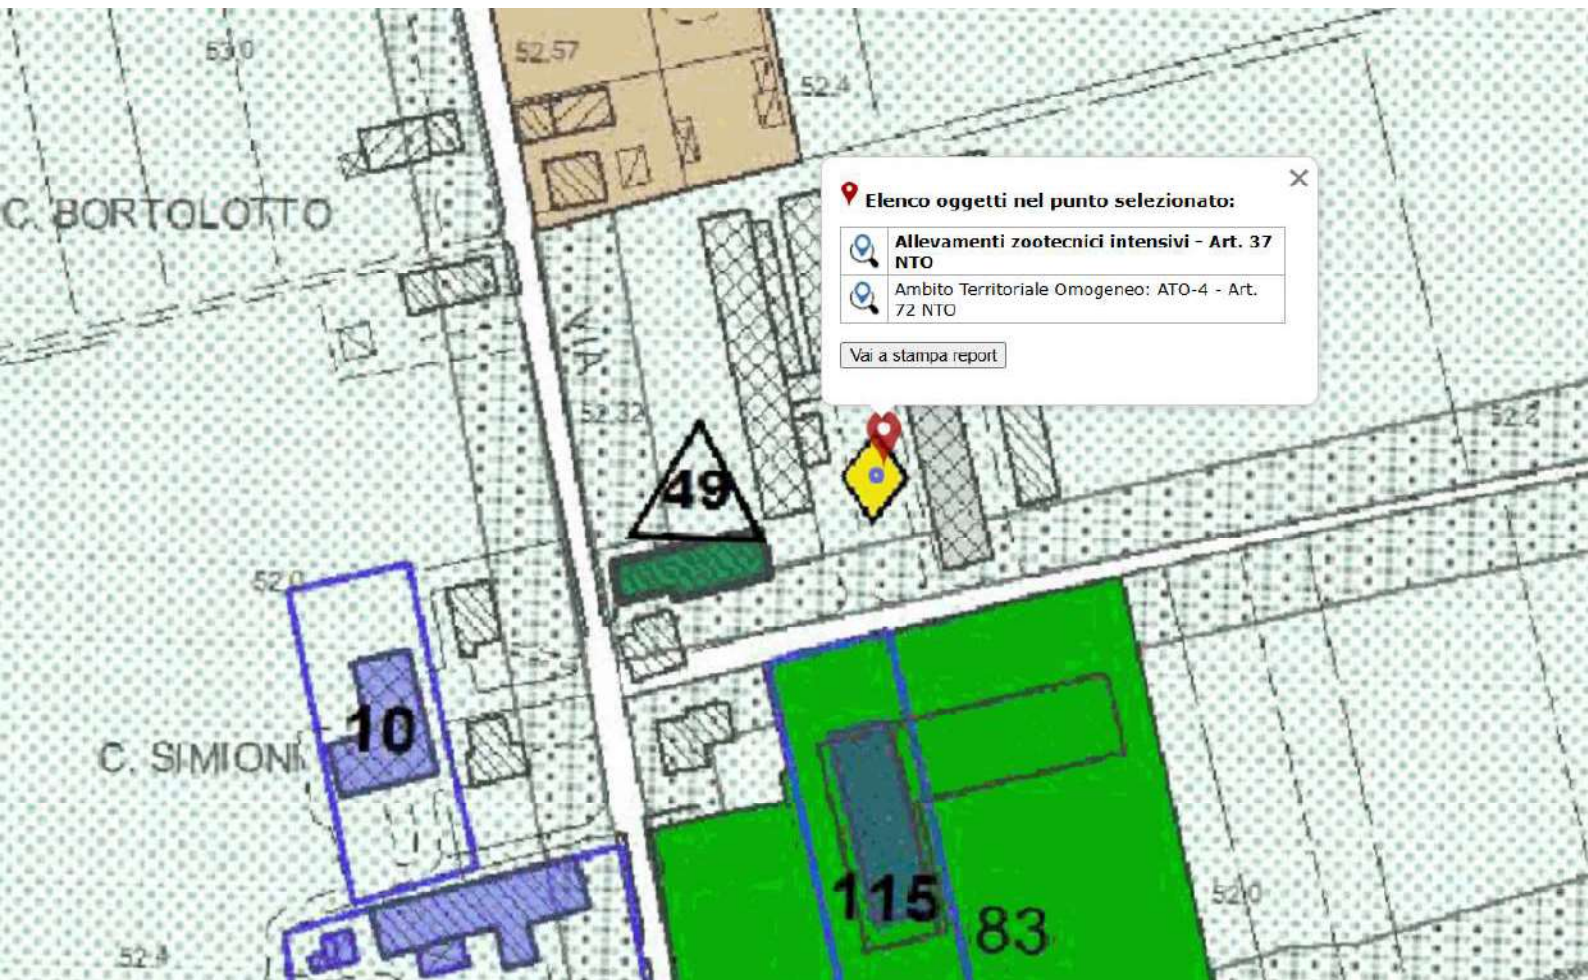 53.0
52.57
52.4
C. BORTOLOTTO
Elenco oggetti nel punto selezionato:
Allevamenti zootecnici intensivi - Art. 37
NTO
Ambito Territoriale Omogeneo: ATO-4 - Art.
72 NTO
Vai a stampa report
VIA
52.32
52.2
49
10
C. SIMIONI
115
83
52.0
52.4